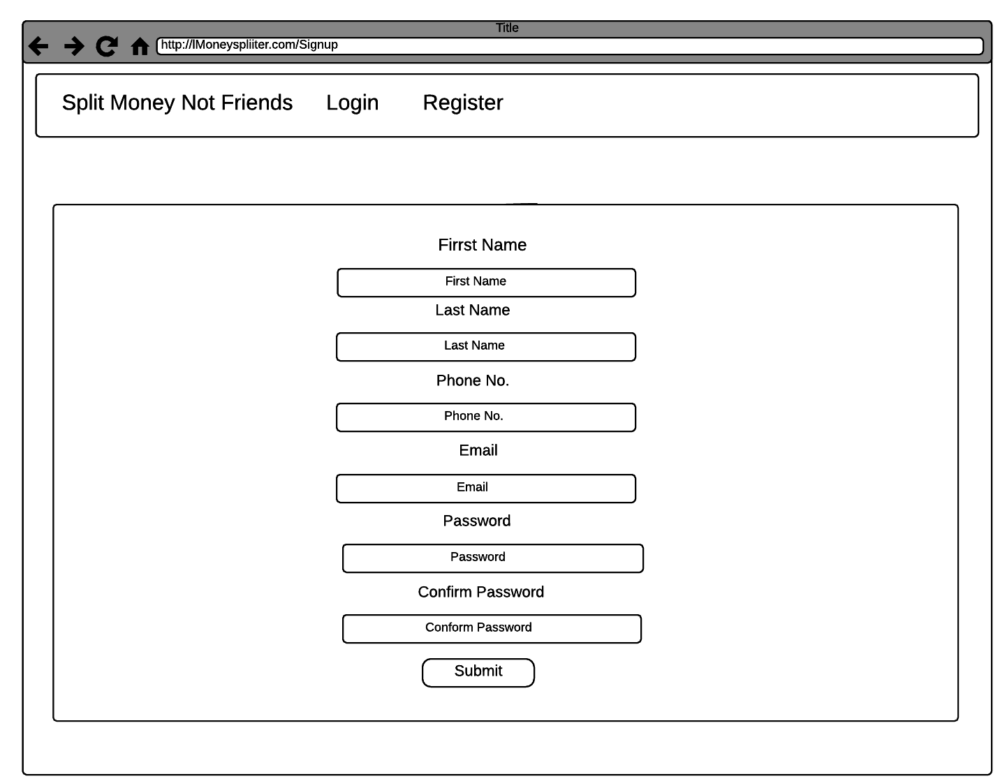 Title
http://IMoneyspliiter.com/Signup
Split Money Not Friends Login Register
Firrst Name
First Name
Last Name
Last Name
Phone No.
Phone No.
Email
Email
Password
Password
Confirm Password
Conform Password
Submit